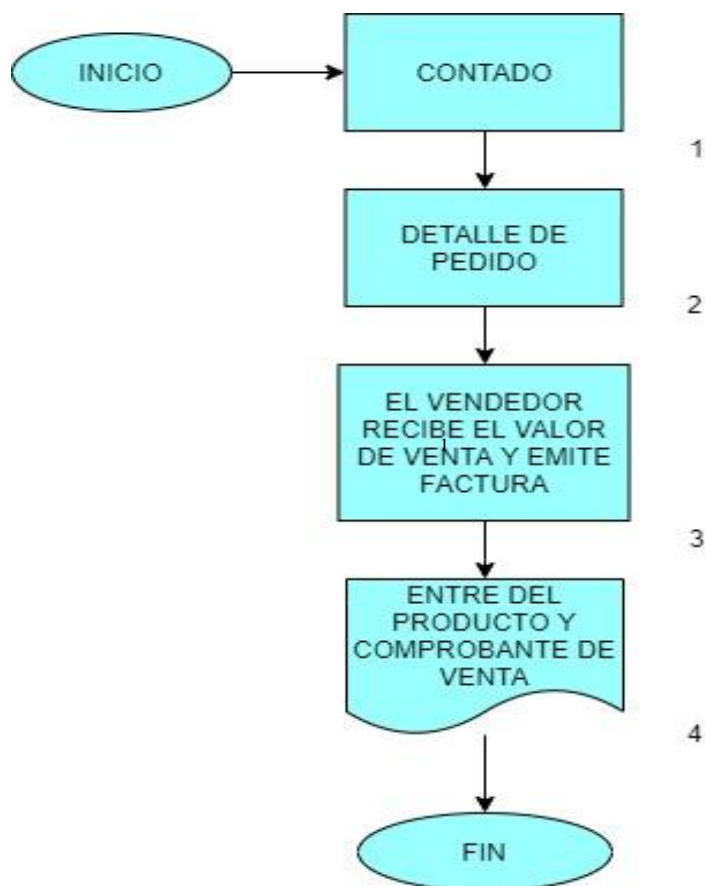 INICIO
CONTADO
1
DETALLE DE
PEDIDO
2
EL VENDEDOR
RECIBE EL VALOR
DE VENTA Y EMITE
FACTURA
3
ENTRE DEL
PRODUCTO Y
COMPROBANTE DE
VENTA
4
FIN